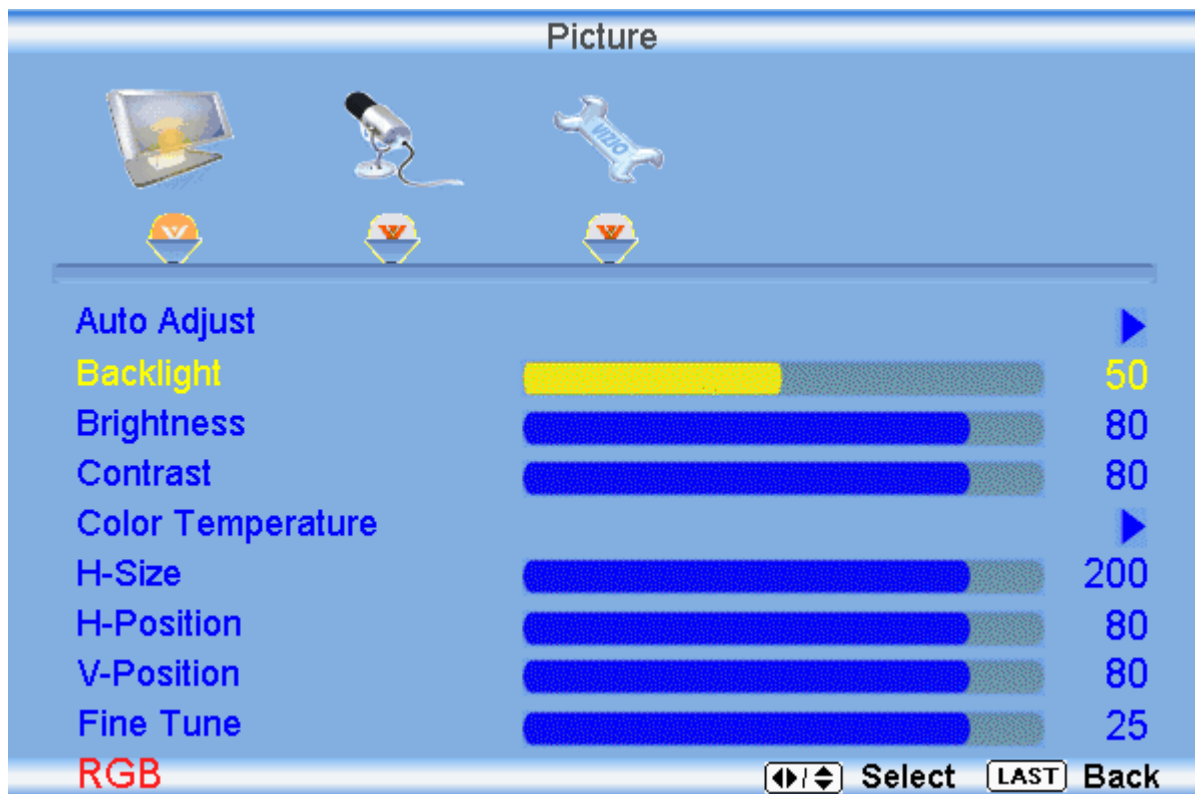 Picture
VIZIO
Auto Adjust
Backlight 50
Brightness 80
Contrast 80
Color Temperature
H-Size 200
H-Position 80
V-Position 80
Fine Tune 25
RGB Select LAST Back